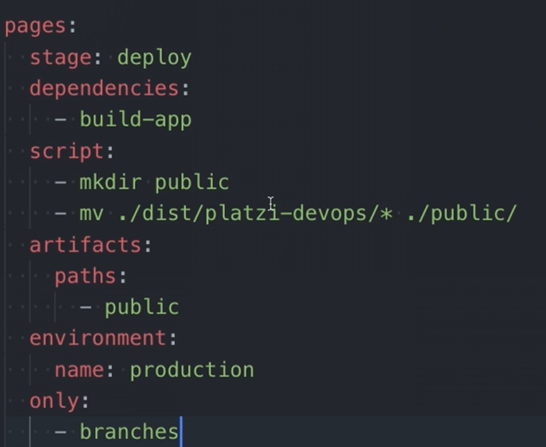 pages:
  stage: deploy
  dependencies:
    - build-app
  script:
    - mkdir public
    - mv ./dist/platzi-devops/* ./public/
  artifacts:
    paths:
      - public
  environment:
    name: production
  only:
    - branches